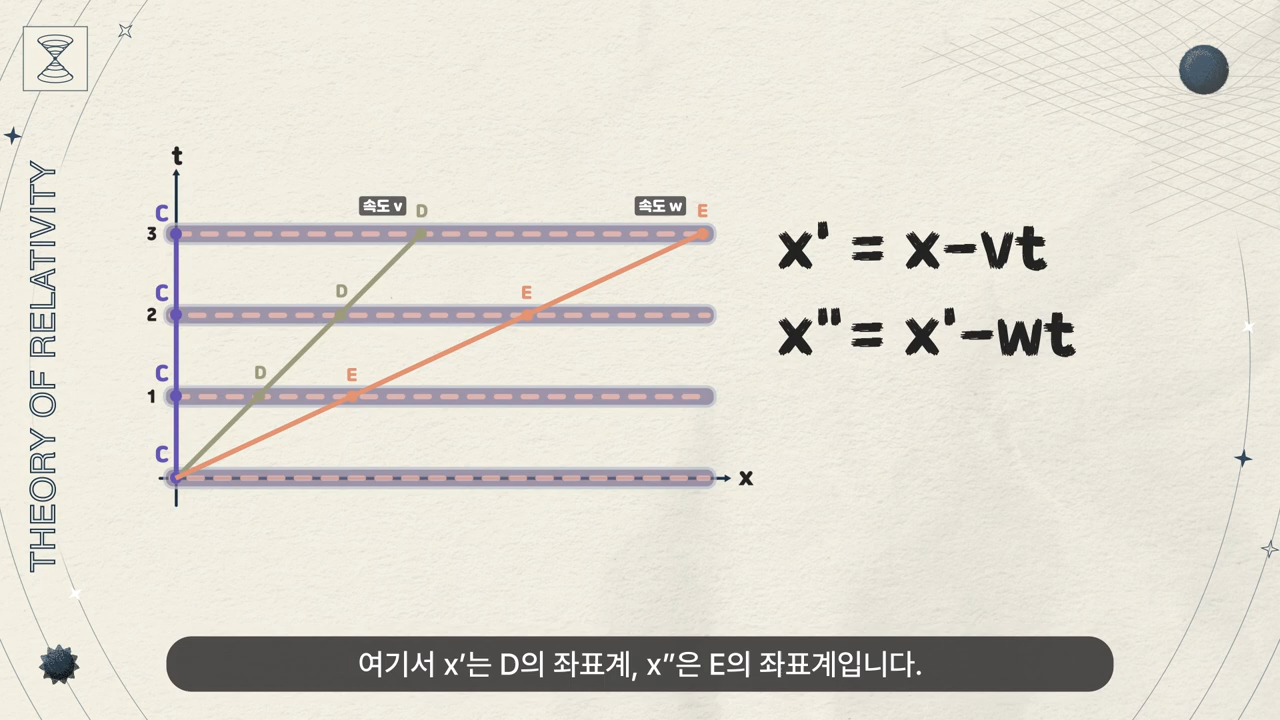 THEORY OF RELATIVITY
t
속도 v
D
속도 w
E
C
3
C
D
E
2
C
D
E
1
C
x
x' = x-vt
x"= x'-wt
여기서 x′는 D의 좌표계, x″은 E의 좌표계입니다.